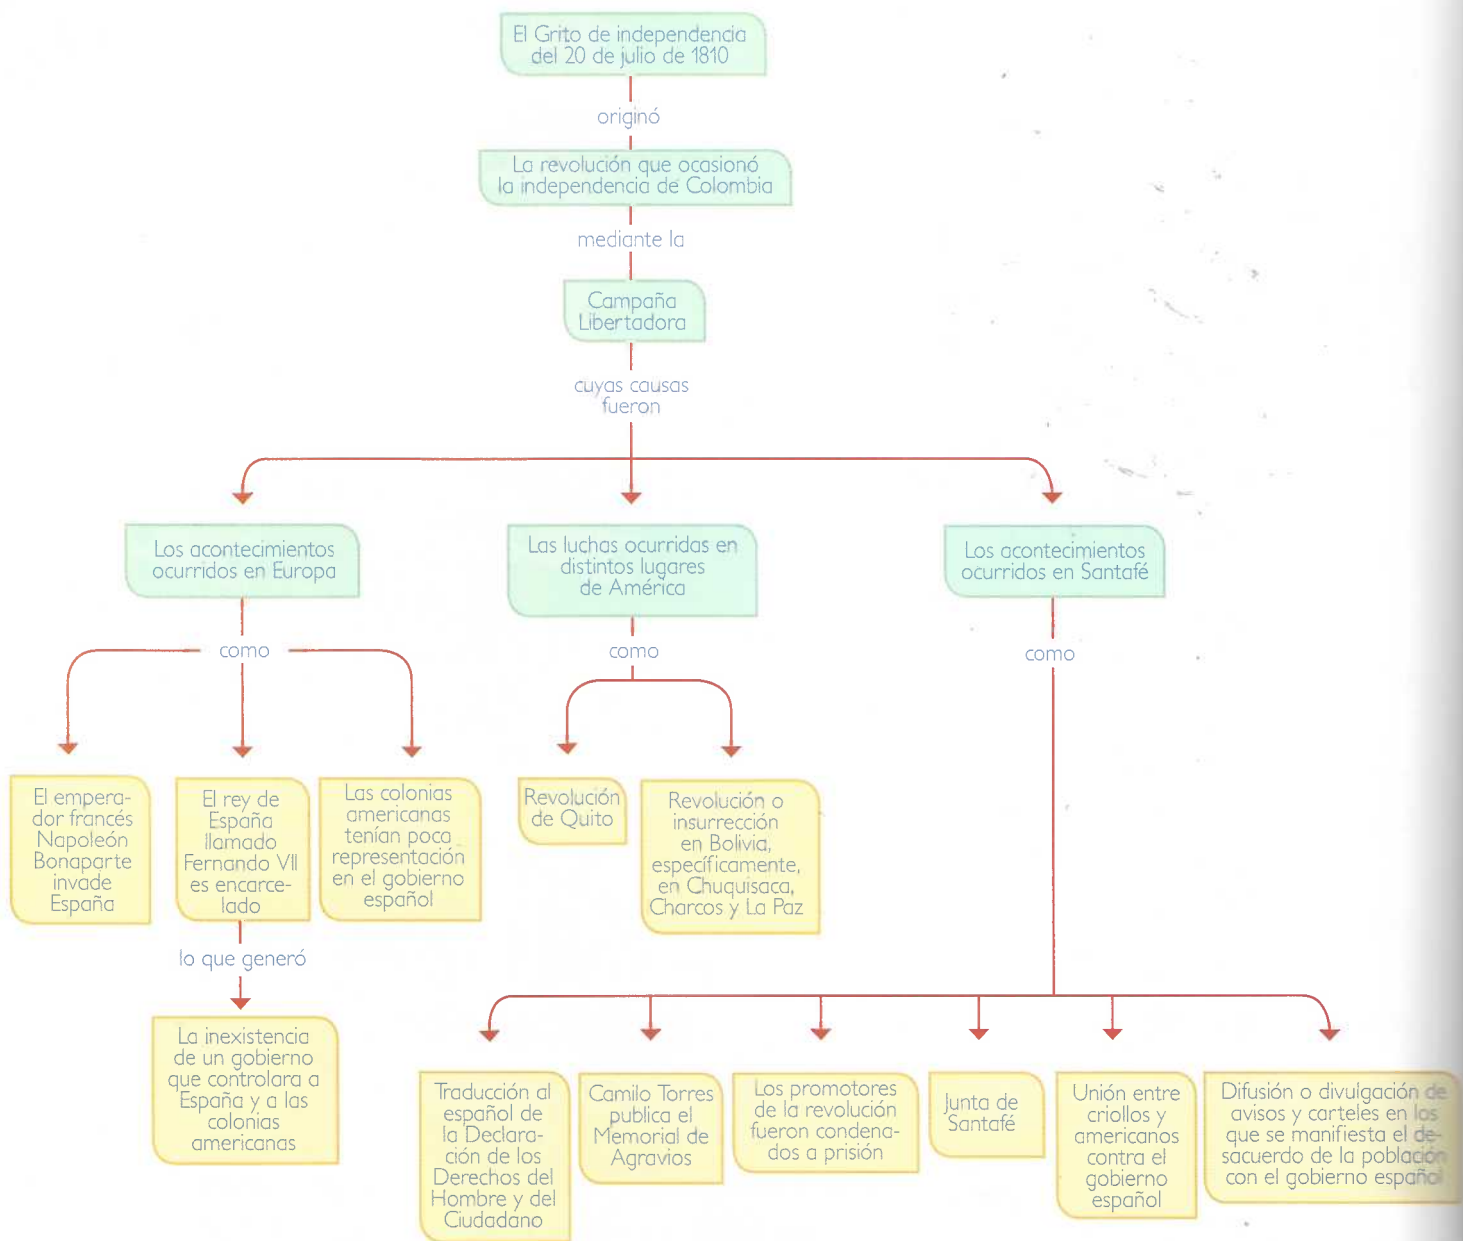 El Grito de independencia
del 20 de julio de 1810
originó
La revolución que ocasionó
la independencia de Colombia
mediante la
Campaña
Libertadora
cuyas causas
fueron
Los acontecimientos
ocurridos en Europa
Las luchas ocurridas en
distintos lugares
de América
Los acontecimientos
ocurridos en Santafé
como
como
como
El empera-
dor francés
Napoleón
Bonaparte
invade
España
El rey de
España
llamado
Fernando VII
es encarce-
lado
Las colonias
americanas
tenían poca
representación
en el gobierno
español
Revolución
de Quito
Revolución o
insurrección
en Bolivia,
específicamente,
en Chuquisaca,
Charcos y La Paz
lo que generó
La inexistencia
de un gobierno
que controlara a
España y a las
colonias
americanas
Traducción al
español de
la Declara-
ción de los
Derechos del
Hombre y del
Ciudadano
Camilo Torres
publica el
Memorial de
Agravios
Los promotores
de la revolución
fueron condena-
dos a prisión
Junta de
Santafé
Unión entre
criollos y
americanos
contra el
gobierno
español
Difusión o divulgación de
avisos y carteles en los
que se manifiesta el de-
sacuerdo de la población
con el gobierno español